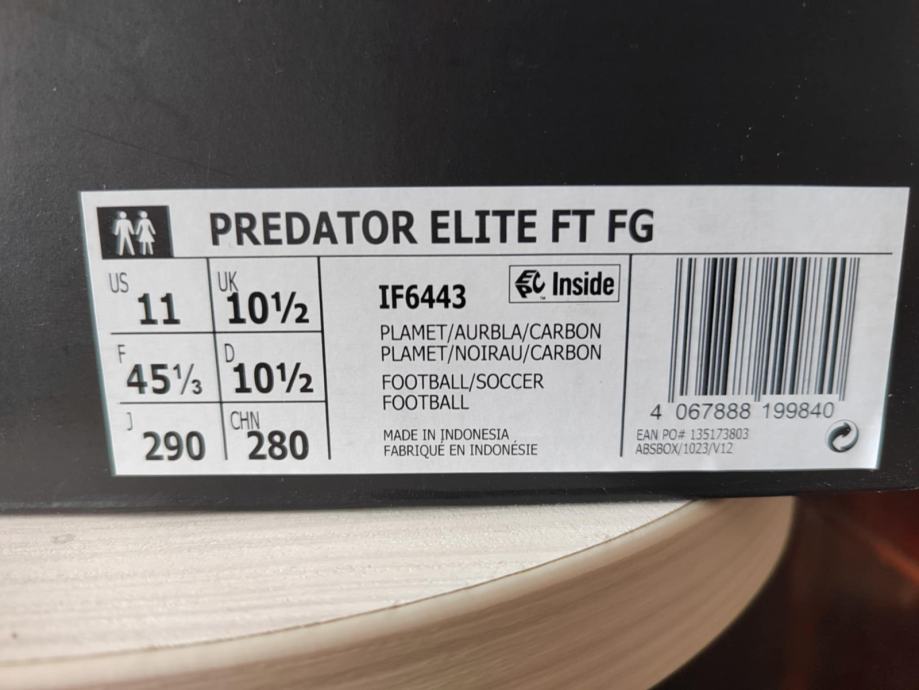 PREDATOR ELITE FT FG
US 11 UK 10½
F 45⅓ D 10½
J 290 CHN 280
IF6443
EPC Inside
PLAMET/AURBLA/CARBON
PLAMET/NOIRAU/CARBON
FOOTBALL/SOCCER
FOOTBALL
MADE IN INDONESIA
FABRIQUÉ EN INDONÉSIE
4 067888 199840
EAN PO# 135173803
ABSBOX/1023/V12